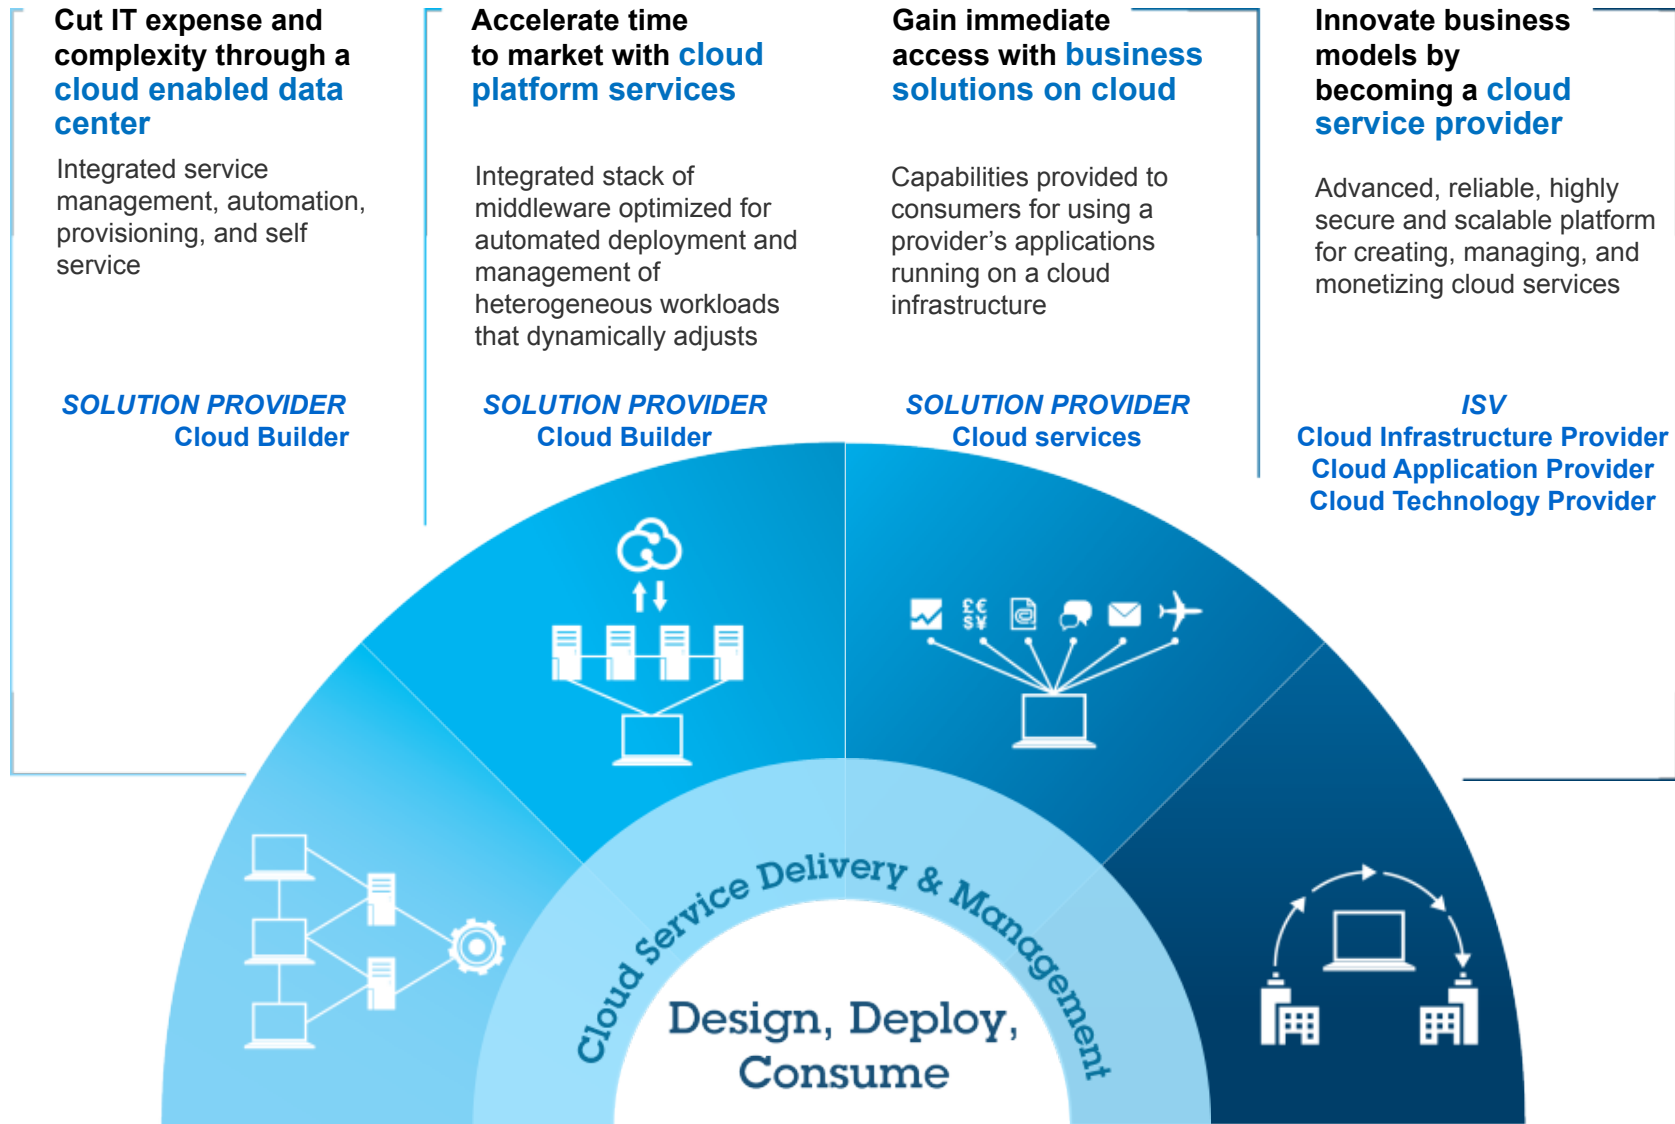 Cut IT expense and
complexity through a
cloud enabled data
center
Integrated service
management, automation,
provisioning, and self
service
SOLUTION PROVIDER
Cloud Builder
Accelerate time
to market with cloud
platform services
Integrated stack of
middleware optimized for
automated deployment and
management of
heterogeneous workloads
that dynamically adjusts
SOLUTION PROVIDER
Cloud Builder
Gain immediate
access with business
solutions on cloud
Capabilities provided to
consumers for using a
provider’s applications
running on a cloud
infrastructure
SOLUTION PROVIDER
Cloud services
Innovate business
models by
becoming a cloud
service provider
Advanced, reliable, highly
secure and scalable platform
for creating, managing, and
monetizing cloud services
ISV
Cloud Infrastructure Provider
Cloud Application Provider
Cloud Technology Provider
£€
$¥
@
Cloud Service Delivery & Management
Design, Deploy,
Consume